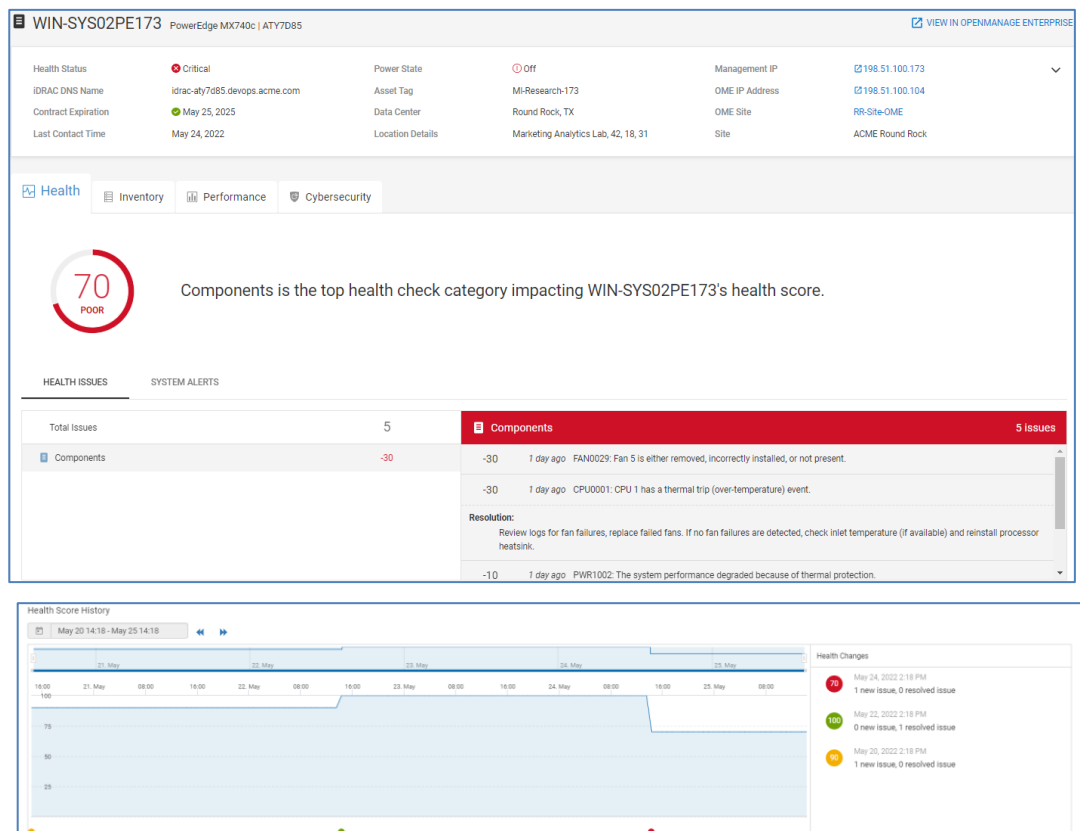 WIN-SYS02PE173 PowerEdge MX740c | ATY7D85
VIEW IN OPENMANAGE ENTERPRISE
Health Status Critical Power State Off Management IP 198.51.100.173
iDRAC DNS Name idrac-aty7d85.devops.acme.com Asset Tag MI-Research-173 OME IP Address 198.51.100.104
Contract Expiration May 25, 2025 Data Center Round Rock, TX OME Site RR-Site-OME
Last Contact Time May 24, 2022 Location Details Marketing Analytics Lab, 42, 18, 31 Site ACME Round Rock
Health Inventory Performance Cybersecurity
70
POOR
Components is the top health check category impacting WIN-SYS02PE173's health score.
HEALTH ISSUES SYSTEM ALERTS
Total Issues 5
Components -30
Components 5 issues
-30 1 day ago FAN0029: Fan 5 is either removed, incorrectly installed, or not present.
-30 1 day ago CPU0001: CPU 1 has a thermal trip (over-temperature) event.
Resolution:
Review logs for fan failures, replace failed fans. If no fan failures are detected, check inlet temperature (if available) and reinstall processor
heatsink.
-10 1 day ago PWR1002: The system performance degraded because of thermal protection.
Health Score History
May 20 14:18 - May 25 14:18
21. May 22. May 23. May 24. May 25. May
16:00 21. May 08:00 16:00 22. May 08:00 16:00 23. May 08:00 16:00 24. May 08:00 16:00 25. May 08:00
100
75
50
25
Health Changes
70 May 24, 2022 2:18 PM
1 new issue, 0 resolved issue
100 May 22, 2022 2:18 PM
0 new issue, 1 resolved issue
90 May 20, 2022 2:18 PM
1 new issue, 0 resolved issue